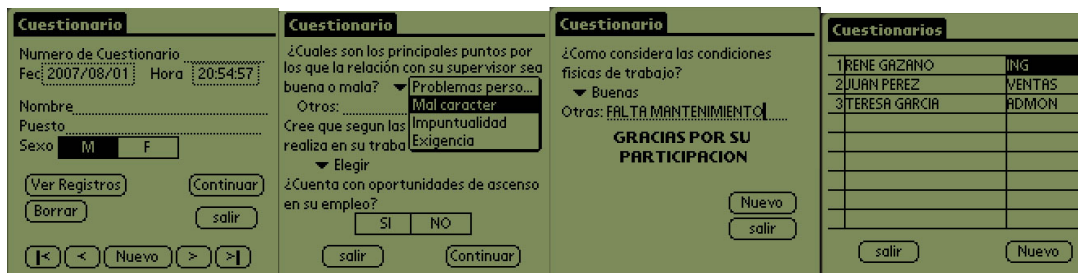 Cuestionario
Numero de Cuestionario
Fec 2007/08/01 Hora 20:54:57
Nombre
Puesto
Sexo M F
Ver Registros Continuar
Borrar salir
|< < Nuevo > >|
Cuestionario
¿Cuales son los principales puntos por
los que la relación con su supervisor sea
buena o mala? Problemas perso...
Otros: Mal caracter
Impuntualidad
Cree que segun las
realiza en su traba Exigencia
Elegir
¿Cuenta con oportunidades de ascenso
en su empleo?
SI NO
salir Continuar
Cuestionario
¿Como considera las condiciones
fisicas de trabajo?
Buenas
Otras: FALTA MANTENIMIENTO
GRACIAS POR SU
PARTICIPACION
Nuevo
salir
Cuestionarios
1 RENE GAZANO ING
2 JUAN PEREZ VENTAS
3 TERESA GARCIA ADMON
salir Nuevo